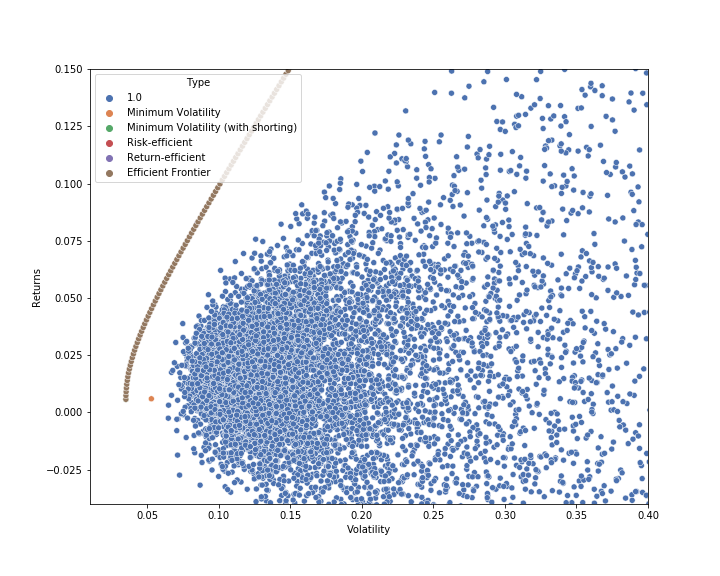 Type
1.0
Minimum Volatility
Minimum Volatility (with shorting)
Risk-efficient
Return-efficient
Efficient Frontier
0.150
0.125
0.100
0.075
0.050
0.025
0.000
−0.025
Returns
0.05 0.10 0.15 0.20 0.25 0.30 0.35 0.40
Volatility